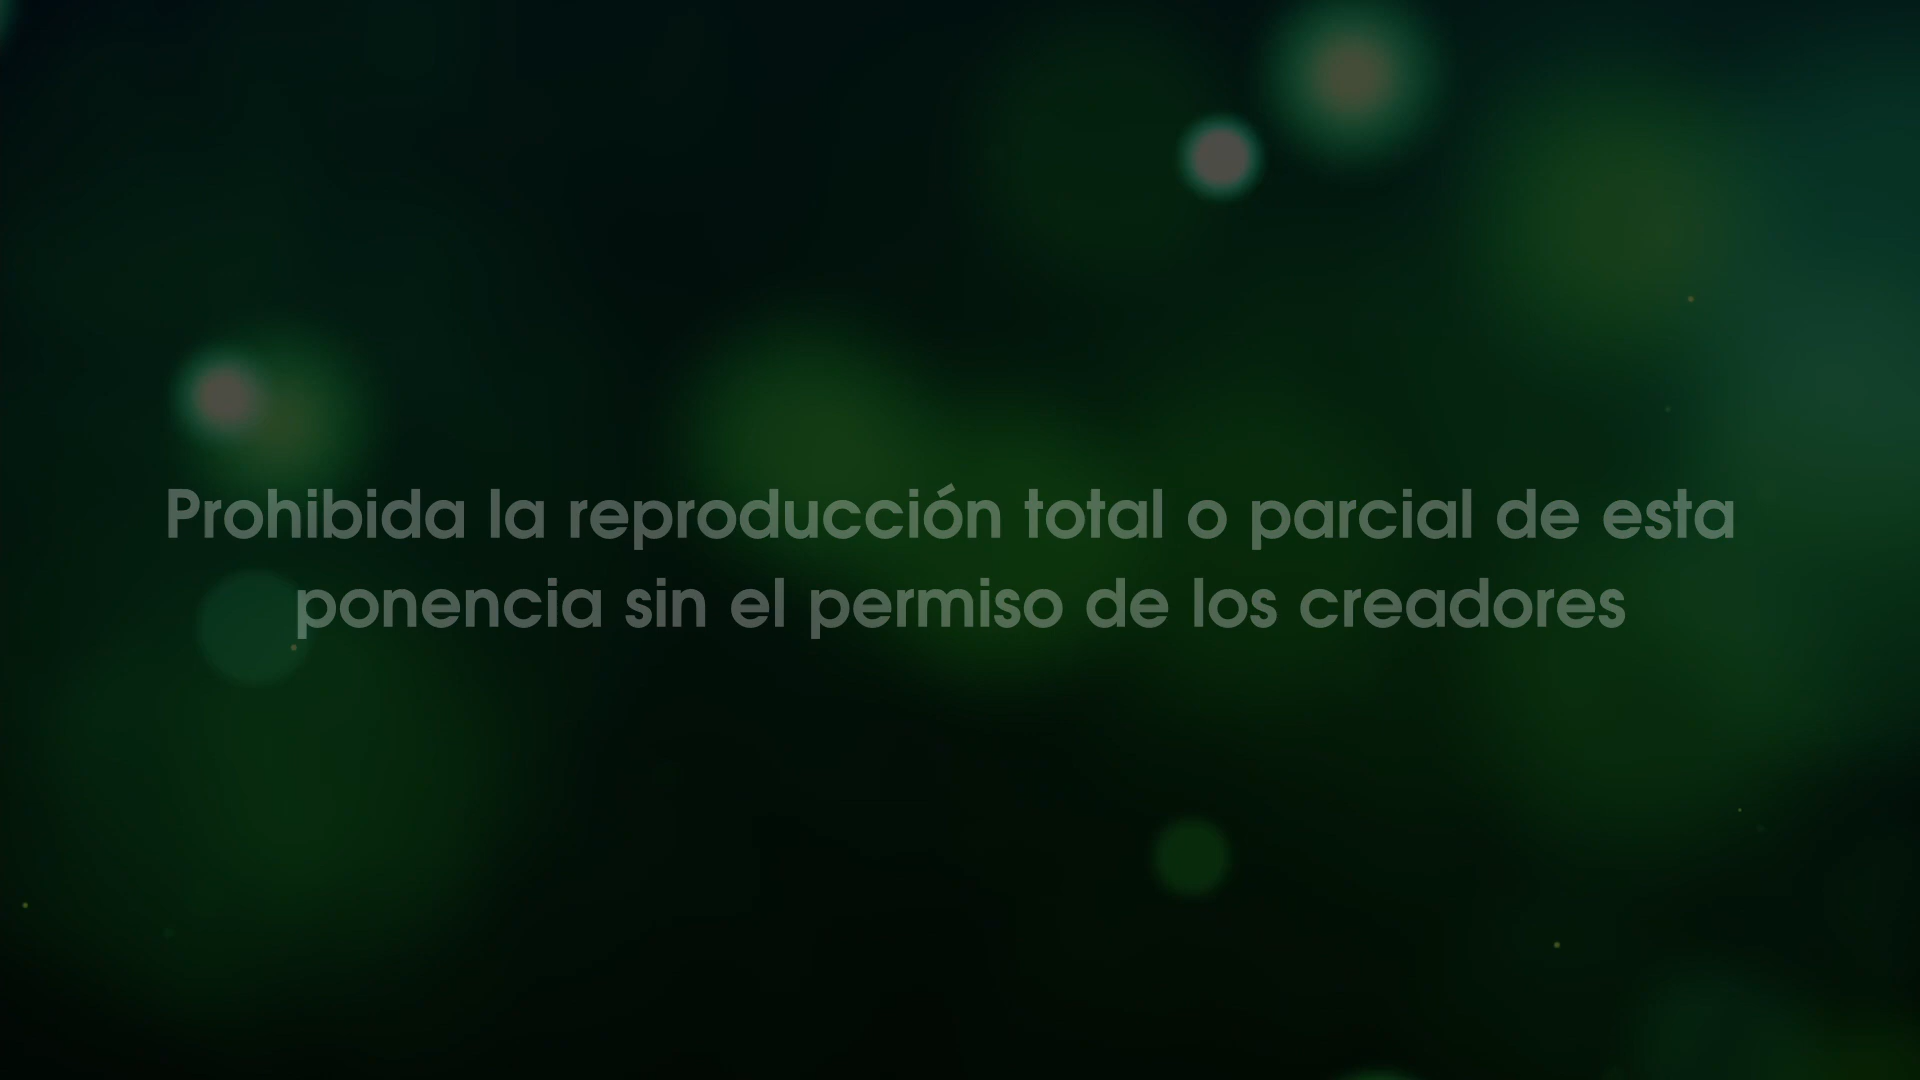 Prohibida la reproducción total o parcial de esta
ponencia sin el permiso de los creadores